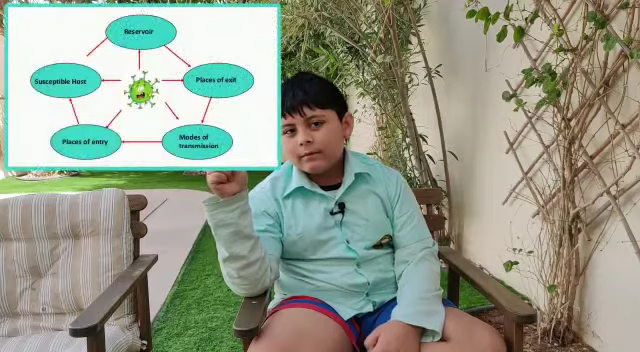 Reservoir
Susceptible Host
Places of exit
Places of entry
Modes of
transmission